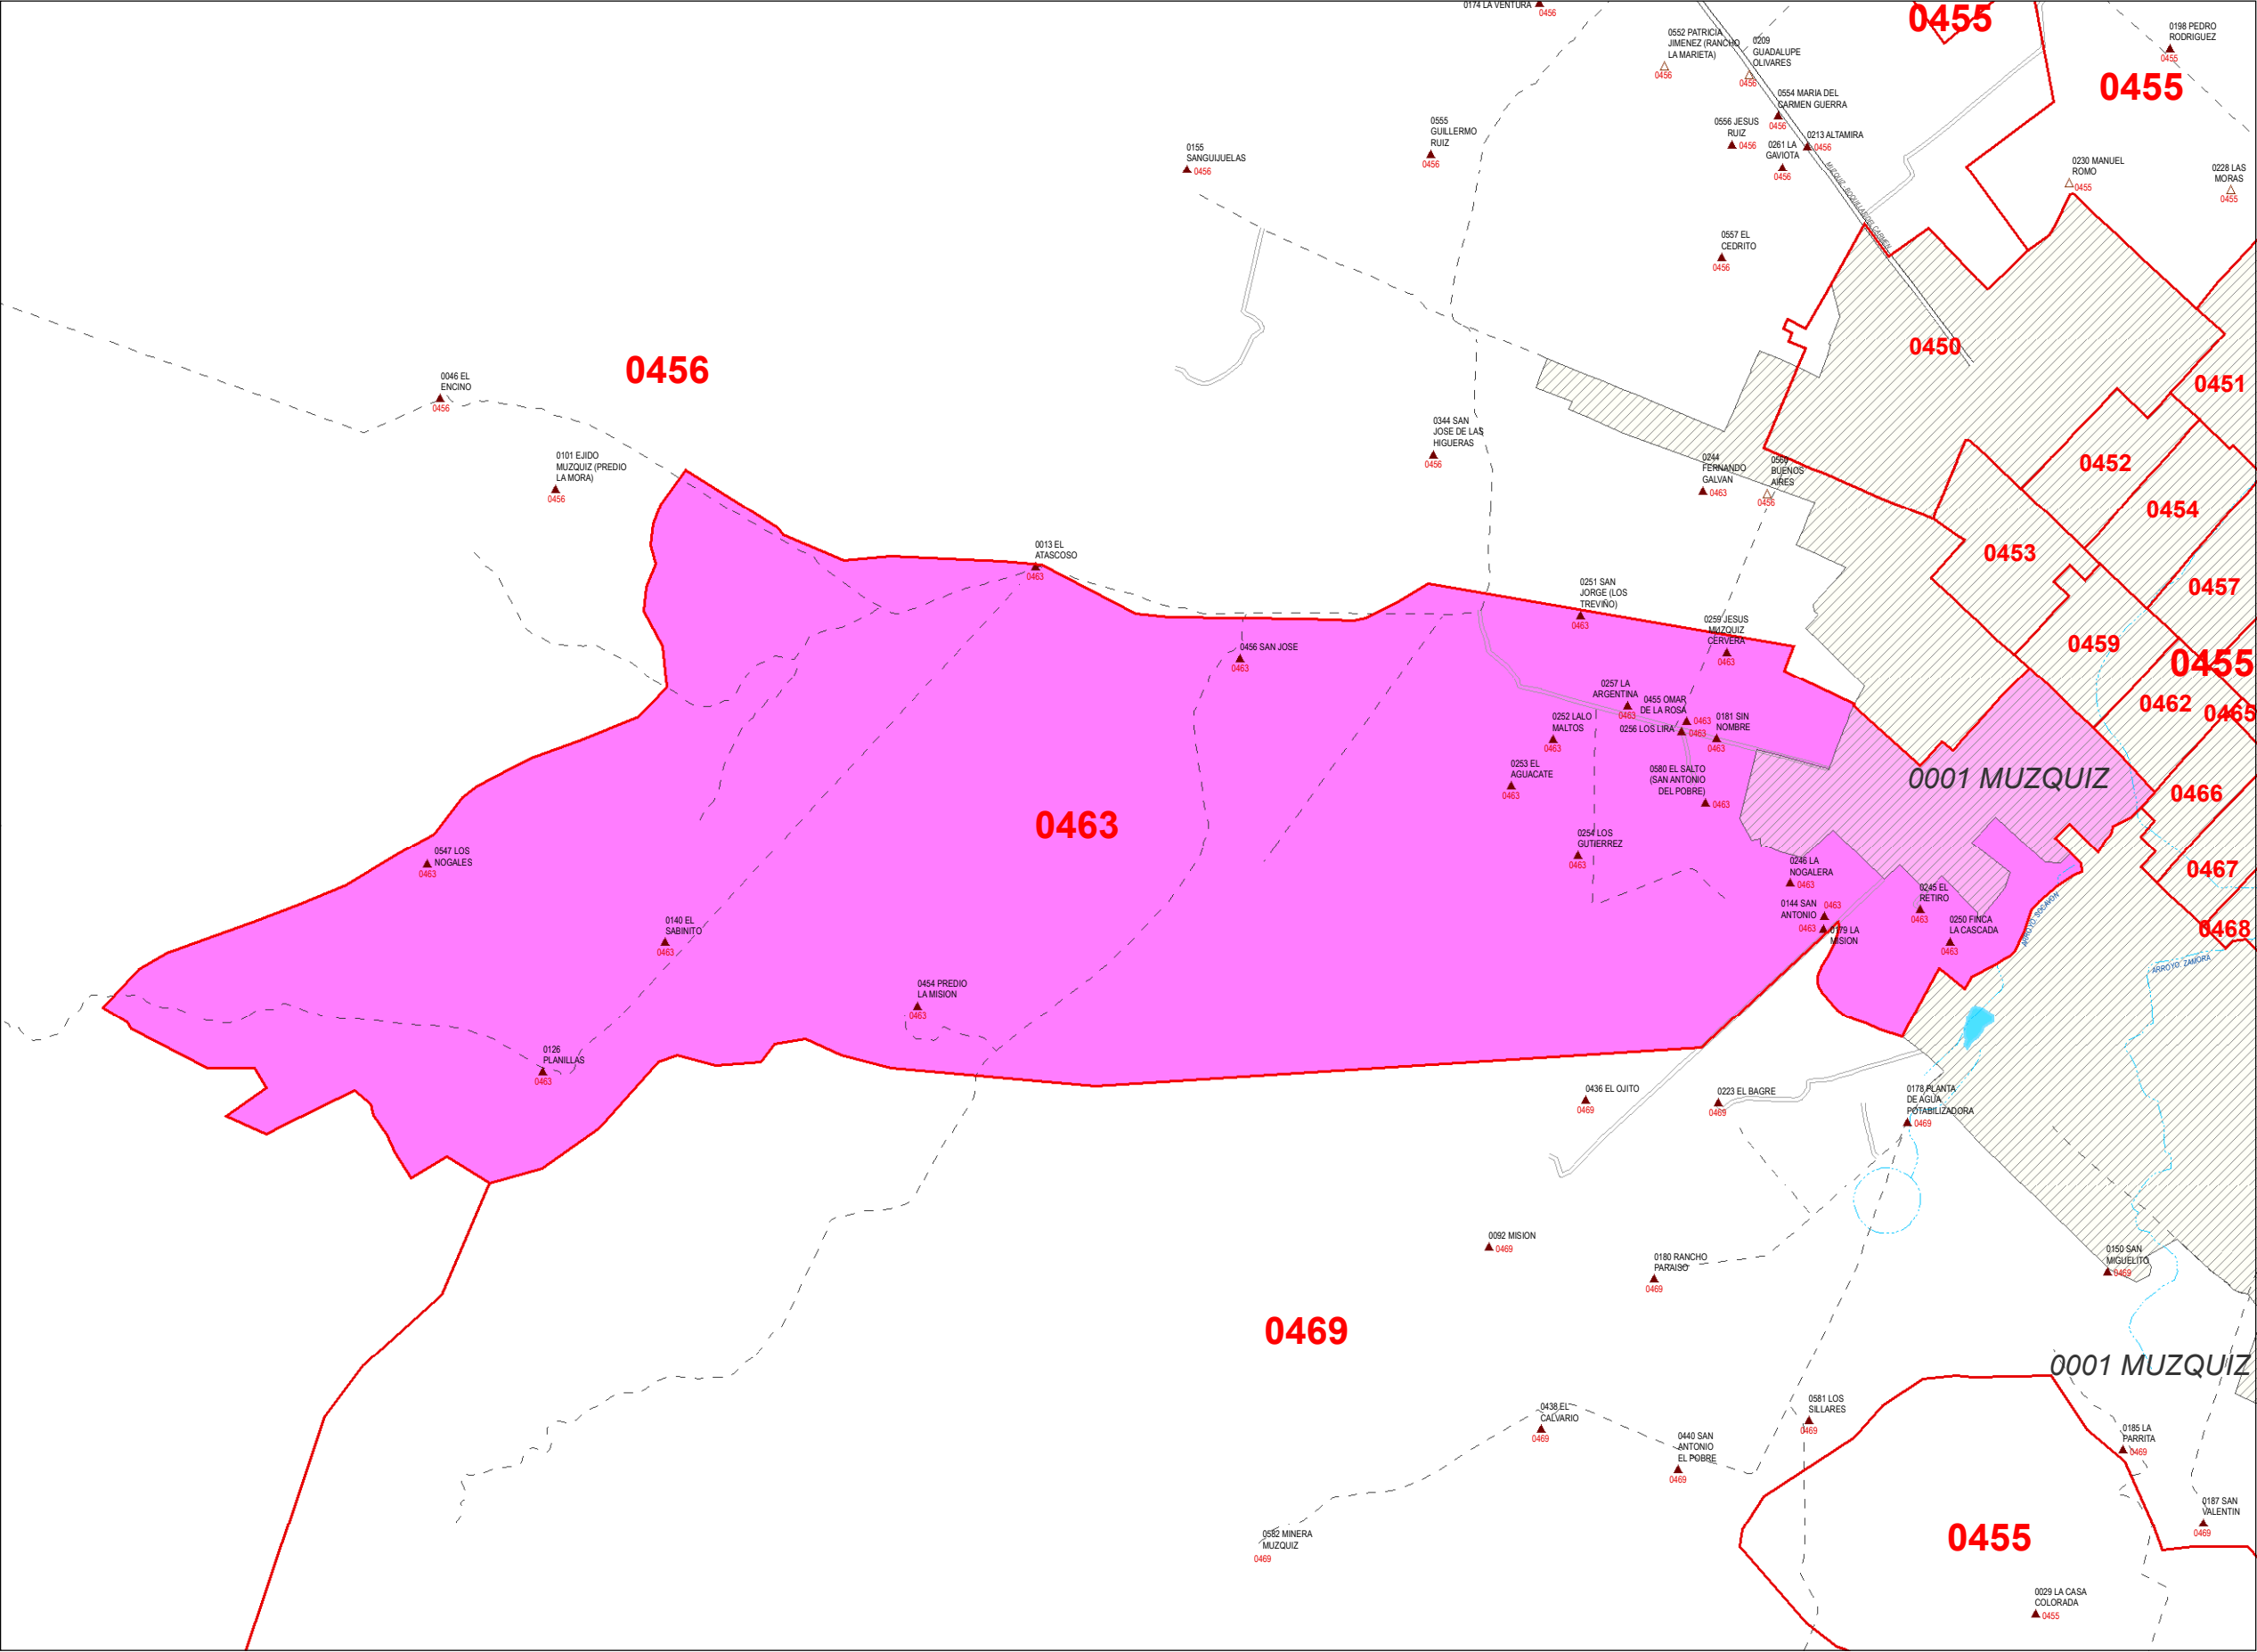 0174 LA VENTURA
0456
0552 PATRICIA
JIMENEZ (RANCHO
LA MARIETA)
0456
0209
GUADALUPE
OLIVARES
0456
0455
0198 PEDRO
RODRIGUEZ
0455
0455
0554 MARIA DEL
CARMEN GUERRA
0456
0556 JESUS
RUIZ
0456
0213 ALTAMIRA
0456
0261 LA
GAVIOTA
0456
0555
GUILLERMO
RUIZ
0456
0155
SANGUIJUELAS
0456
0230 MANUEL
ROMO
0455
0228 LAS
MORAS
0455
MUZQUIZ - BOQUILLAS DEL CARMEN
0557 EL
CEDRITO
0456
0450
0456
0046 EL
ENCINO
0456
0451
0101 EJIDO
MUZQUIZ (PREDIO
LA MORA)
0456
0344 SAN
JOSE DE LAS
HIGUERAS
0456
0244
FERNANDO
GALVAN
0463
0560
BUENOS
AIRES
0456
0452
0454
0453
0457
0013 EL
ATASCOSO
0463
0251 SAN
JORGE (LOS
TREVIÑO)
0463
0259 JESUS
MUZQUIZ
CERVERA
0463
0459
0455
0456 SAN JOSE
0463
0257 LA
ARGENTINA
0463
0455 OMAR
DE LA ROSA
0463
0256 LOS LIRA
0463
0181 SIN
NOMBRE
0463
0252 LALO
MALTOS
0463
0462
0465
0253 EL
AGUACATE
0463
0580 EL SALTO
(SAN ANTONIO
DEL POBRE)
0463
0001 MUZQUIZ
0466
0463
0254 LOS
GUTIERREZ
0463
0547 LOS
NOGALES
0463
0246 LA
NOGALERA
0463
0467
0144 SAN
ANTONIO
0463
0463
0179 LA
MISION
0245 EL
RETIRO
0463
0250 FINCA
LA CASCADA
0463
ARROYO SOCAVON
0468
ARROYO ZAMORA
0140 EL
SABINITO
0463
0454 PREDIO
LA MISION
0463
0126
PLANILLAS
0463
0436 EL OJITO
0469
0223 EL BAGRE
0469
0178 PLANTA
DE AGUA
POTABILIZADORA
0469
0092 MISION
0469
0180 RANCHO
PARAISO
0469
0150 SAN
MIGUELITO
0469
0469
0001 MUZQUIZ
0438 EL
CALVARIO
0469
0440 SAN
ANTONIO
EL POBRE
0469
0581 LOS
SILLARES
0469
0185 LA
PARRITA
0469
0187 SAN
VALENTIN
0469
0582 MINERA
MUZQUIZ
0469
0455
0029 LA CASA
COLORADA
0455